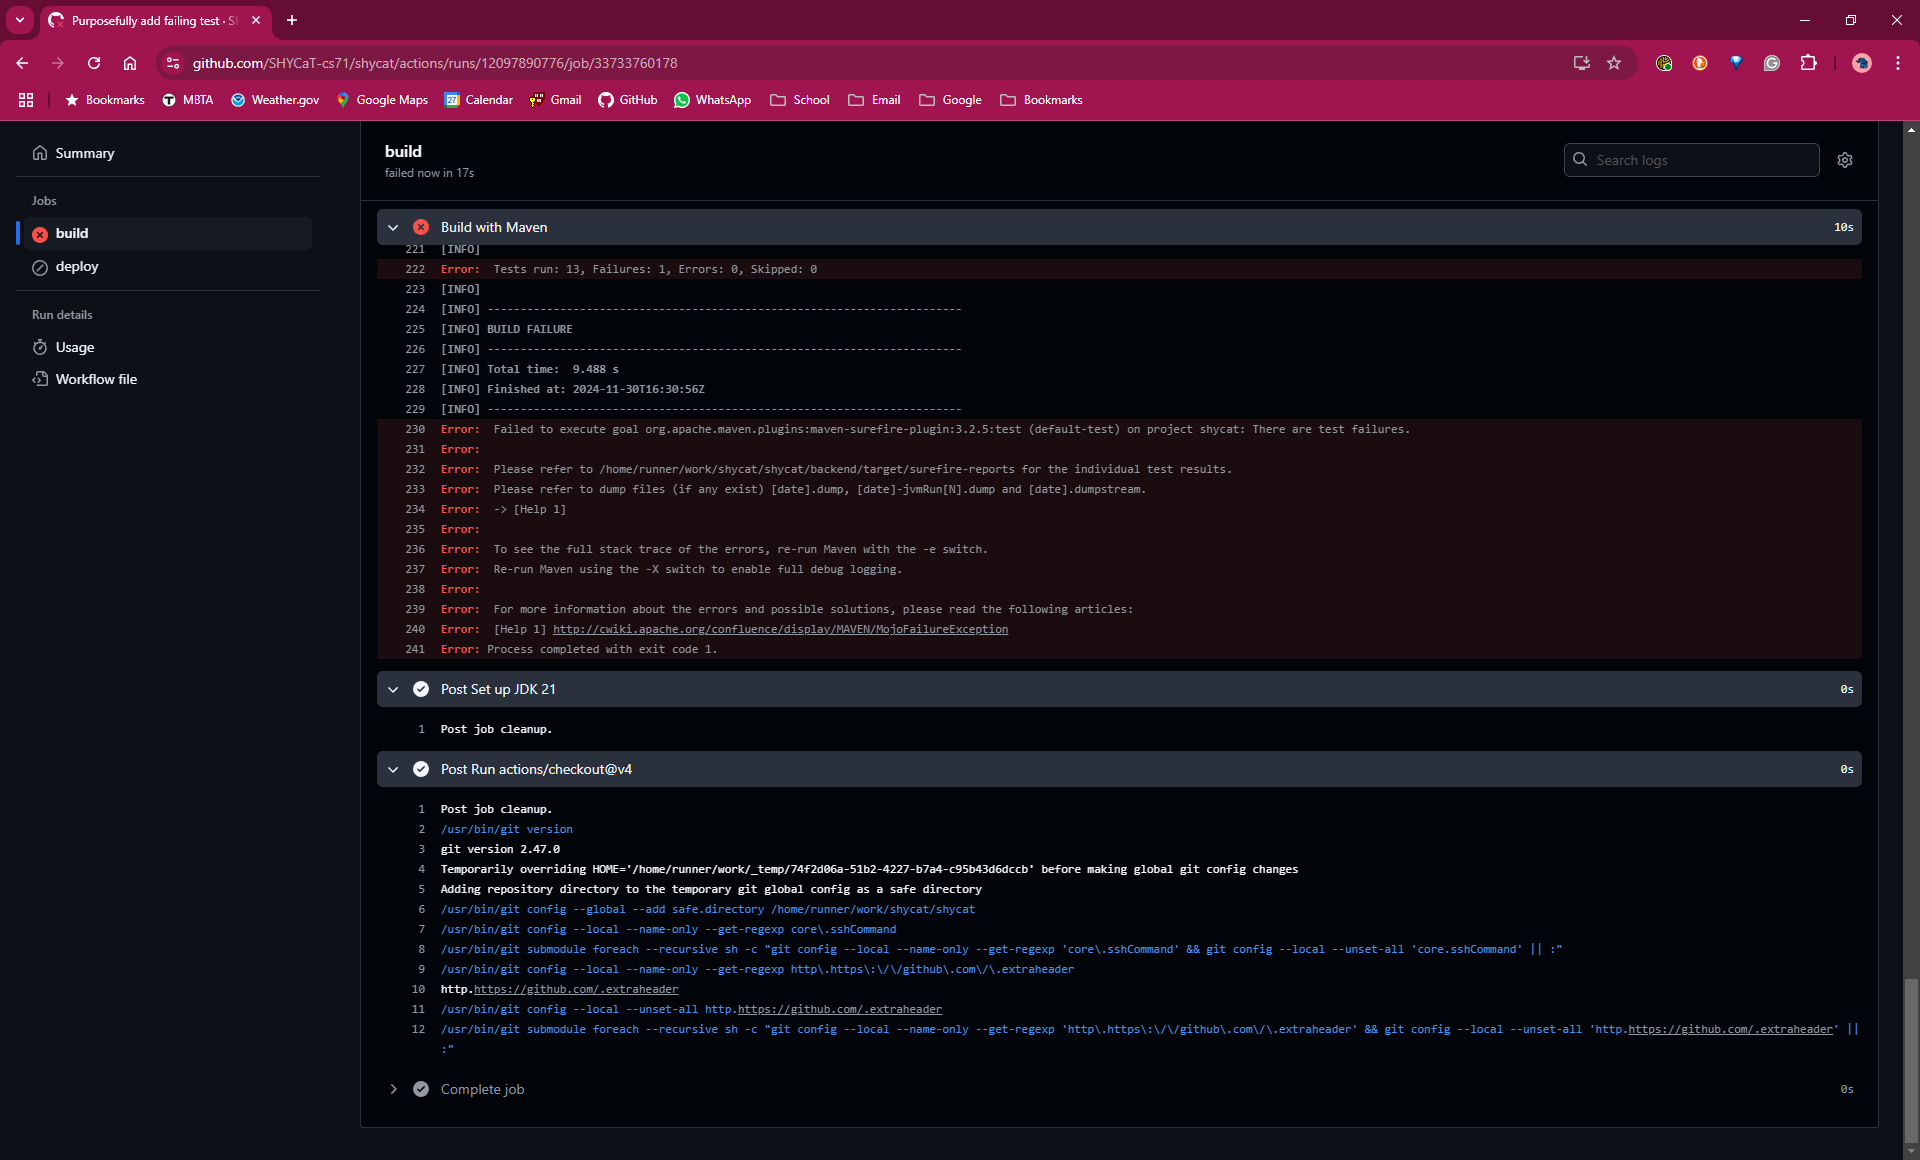 Purposefully add failing test · S
github.com/SHYCaT-cs71/shycat/actions/runs/12097890776/job/33733760178
Bookmarks
MBTA
Weather.gov
Google Maps
27
Calendar
Gmail
GitHub
WhatsApp
School
Email
Google
Bookmarks
Summary
Jobs
build
deploy
Run details
Usage
Workflow file
build
failed now in 17s
Search logs
Build with Maven
10s
221 [INFO]
222 Error: Tests run: 13, Failures: 1, Errors: 0, Skipped: 0
223 [INFO]
224 [INFO] ------------------------------------------------------------------------
225 [INFO] BUILD FAILURE
226 [INFO] ------------------------------------------------------------------------
227 [INFO] Total time:  9.488 s
228 [INFO] Finished at: 2024-11-30T16:30:56Z
229 [INFO] ------------------------------------------------------------------------
230 Error: Failed to execute goal org.apache.maven.plugins:maven-surefire-plugin:3.2.5:test (default-test) on project shycat: There are test failures.
231 Error:
232 Error: Please refer to /home/runner/work/shycat/shycat/backend/target/surefire-reports for the individual test results.
233 Error: Please refer to dump files (if any exist) [date].dump, [date]-jvmRun[N].dump and [date].dumpstream.
234 Error: -> [Help 1]
235 Error:
236 Error: To see the full stack trace of the errors, re-run Maven with the -e switch.
237 Error: Re-run Maven using the -X switch to enable full debug logging.
238 Error:
239 Error: For more information about the errors and possible solutions, please read the following articles:
240 Error: [Help 1] http://cwiki.apache.org/confluence/display/MAVEN/MojoFailureException
241 Error: Process completed with exit code 1.
Post Set up JDK 21
0s
1 Post job cleanup.
Post Run actions/checkout@v4
0s
1 Post job cleanup.
2 /usr/bin/git version
3 git version 2.47.0
4 Temporarily overriding HOME='/home/runner/work/_temp/74f2d06a-51b2-4227-b7a4-c95b43d6dccb' before making global git config changes
5 Adding repository directory to the temporary git global config as a safe directory
6 /usr/bin/git config --global --add safe.directory /home/runner/work/shycat/shycat
7 /usr/bin/git config --local --name-only --get-regexp core\.sshCommand
8 /usr/bin/git submodule foreach --recursive sh -c "git config --local --name-only --get-regexp 'core\.sshCommand' && git config --local --unset-all 'core.sshCommand' || :"
9 /usr/bin/git config --local --name-only --get-regexp http\.https\:\/\/github\.com\/\.extraheader
10 http.https://github.com/.extraheader
11 /usr/bin/git config --local --unset-all http.https://github.com/.extraheader
12 /usr/bin/git submodule foreach --recursive sh -c "git config --local --name-only --get-regexp 'http\.https\:\/\/github\.com\/\.extraheader' && git config --local --unset-all 'http.https://github.com/.extraheader' ||
:"
Complete job
0s